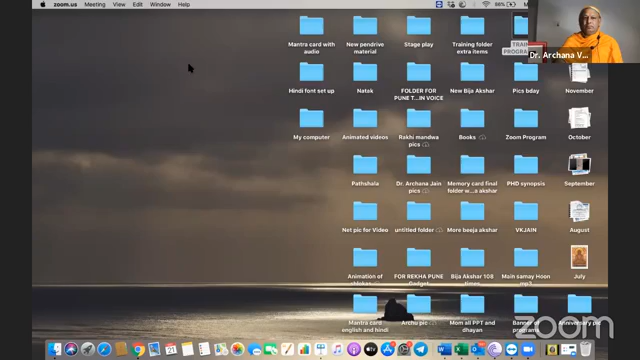 zoom.us Meeting View Edit Window Help
86%
Mantra card with audio
New pendrive material
Stage play
Training folder extra items
Dr. Archana V...
Hindi font set up
Natak
FOLDER FOR PUNE T...IN VOICE
New Bija Akshar
Pics bday
November
My computer
Animated videos
Rakhi mandwa pics
Books
Zoom Program
October
Pathshala
Dr. Archana Jain pics
Memory card final folder w...a akshar
PHD synopsis
September
Net pic for Video
untitled folder
More beeja akshar
VKJAIN
August
Animation of
FOR REKHA PUNE
Bija Akshar 108 times
Main samay Hoon mp3
July
Mantra card english and hindi
Archu pic
Mom all PPT and dhayan
Banner programs
Anniversary pic
zoom